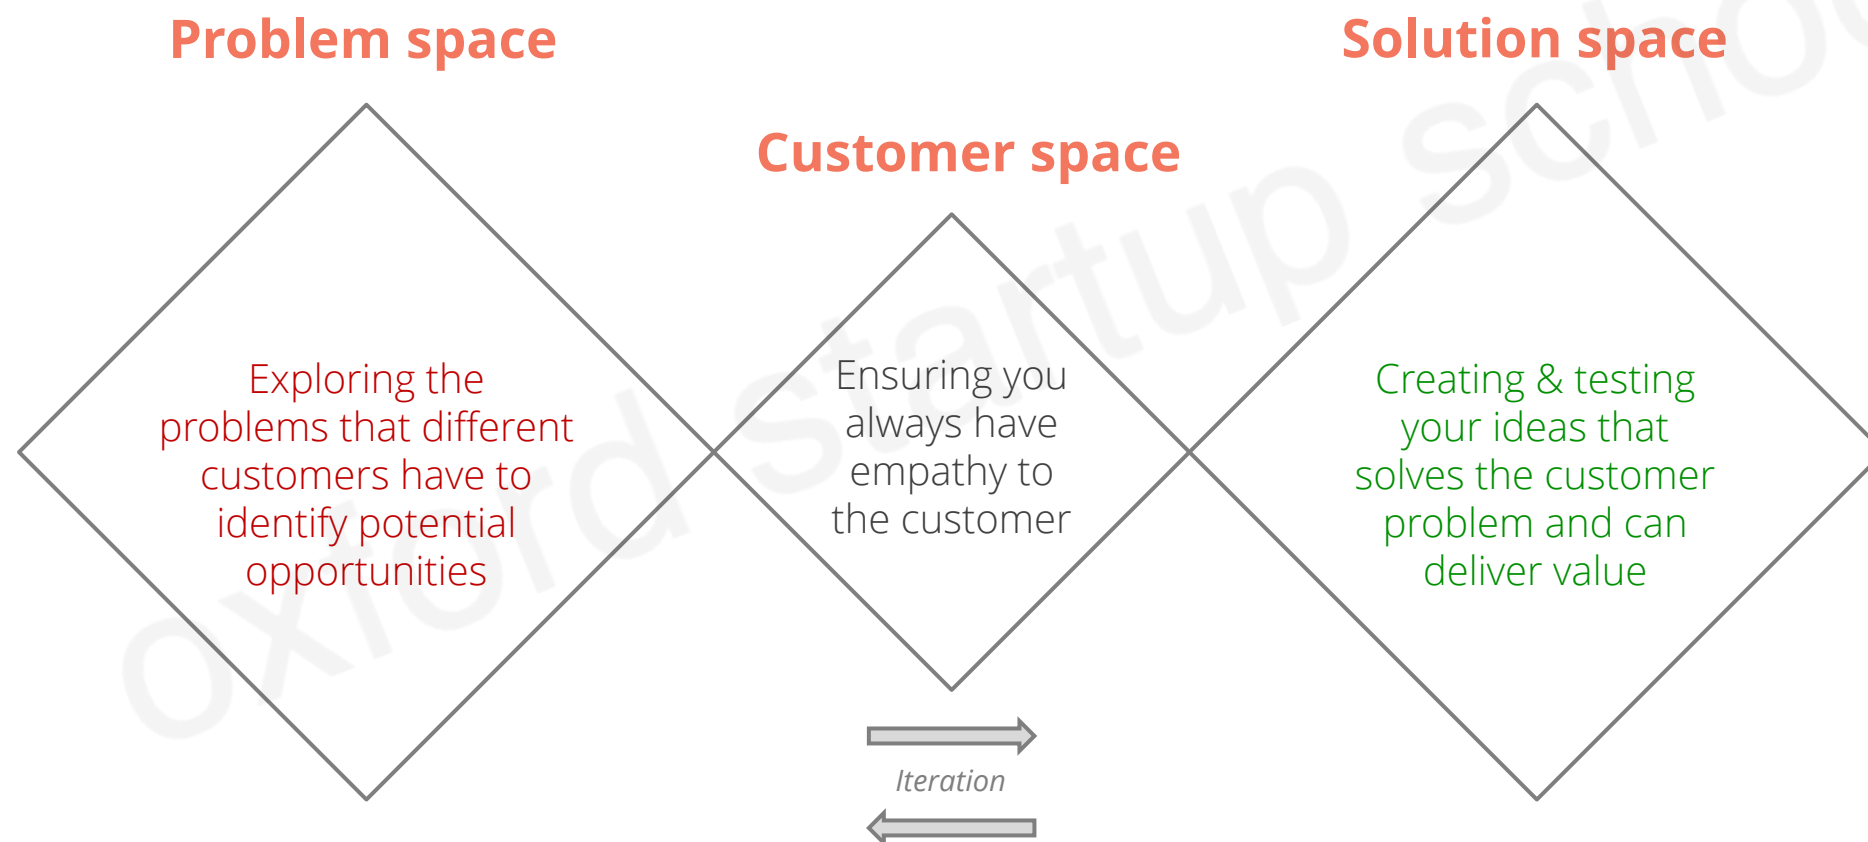 Problem space
Exploring the
problems that different
customers have to
identify potential
opportunities
Customer space
Ensuring you
always have
empathy to
the customer
Iteration
Solution space
Creating & testing
your ideas that
solves the customer
problem and can
deliver value
oxford startup